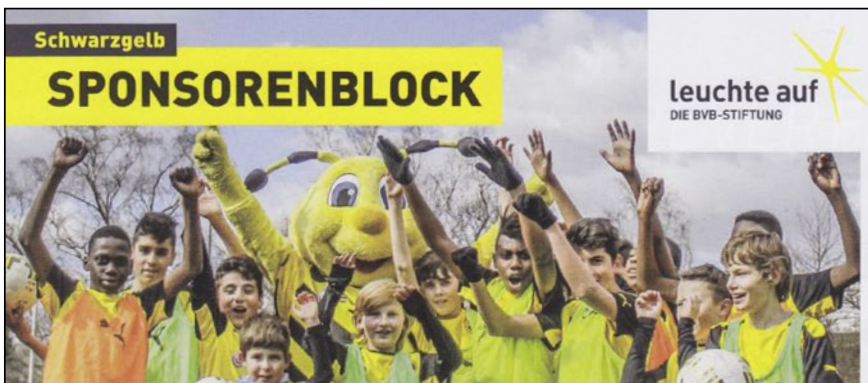 Schwarzgelb
SPONSORENBLOCK
leuchte auf
DIE BVB-STIFTUNG